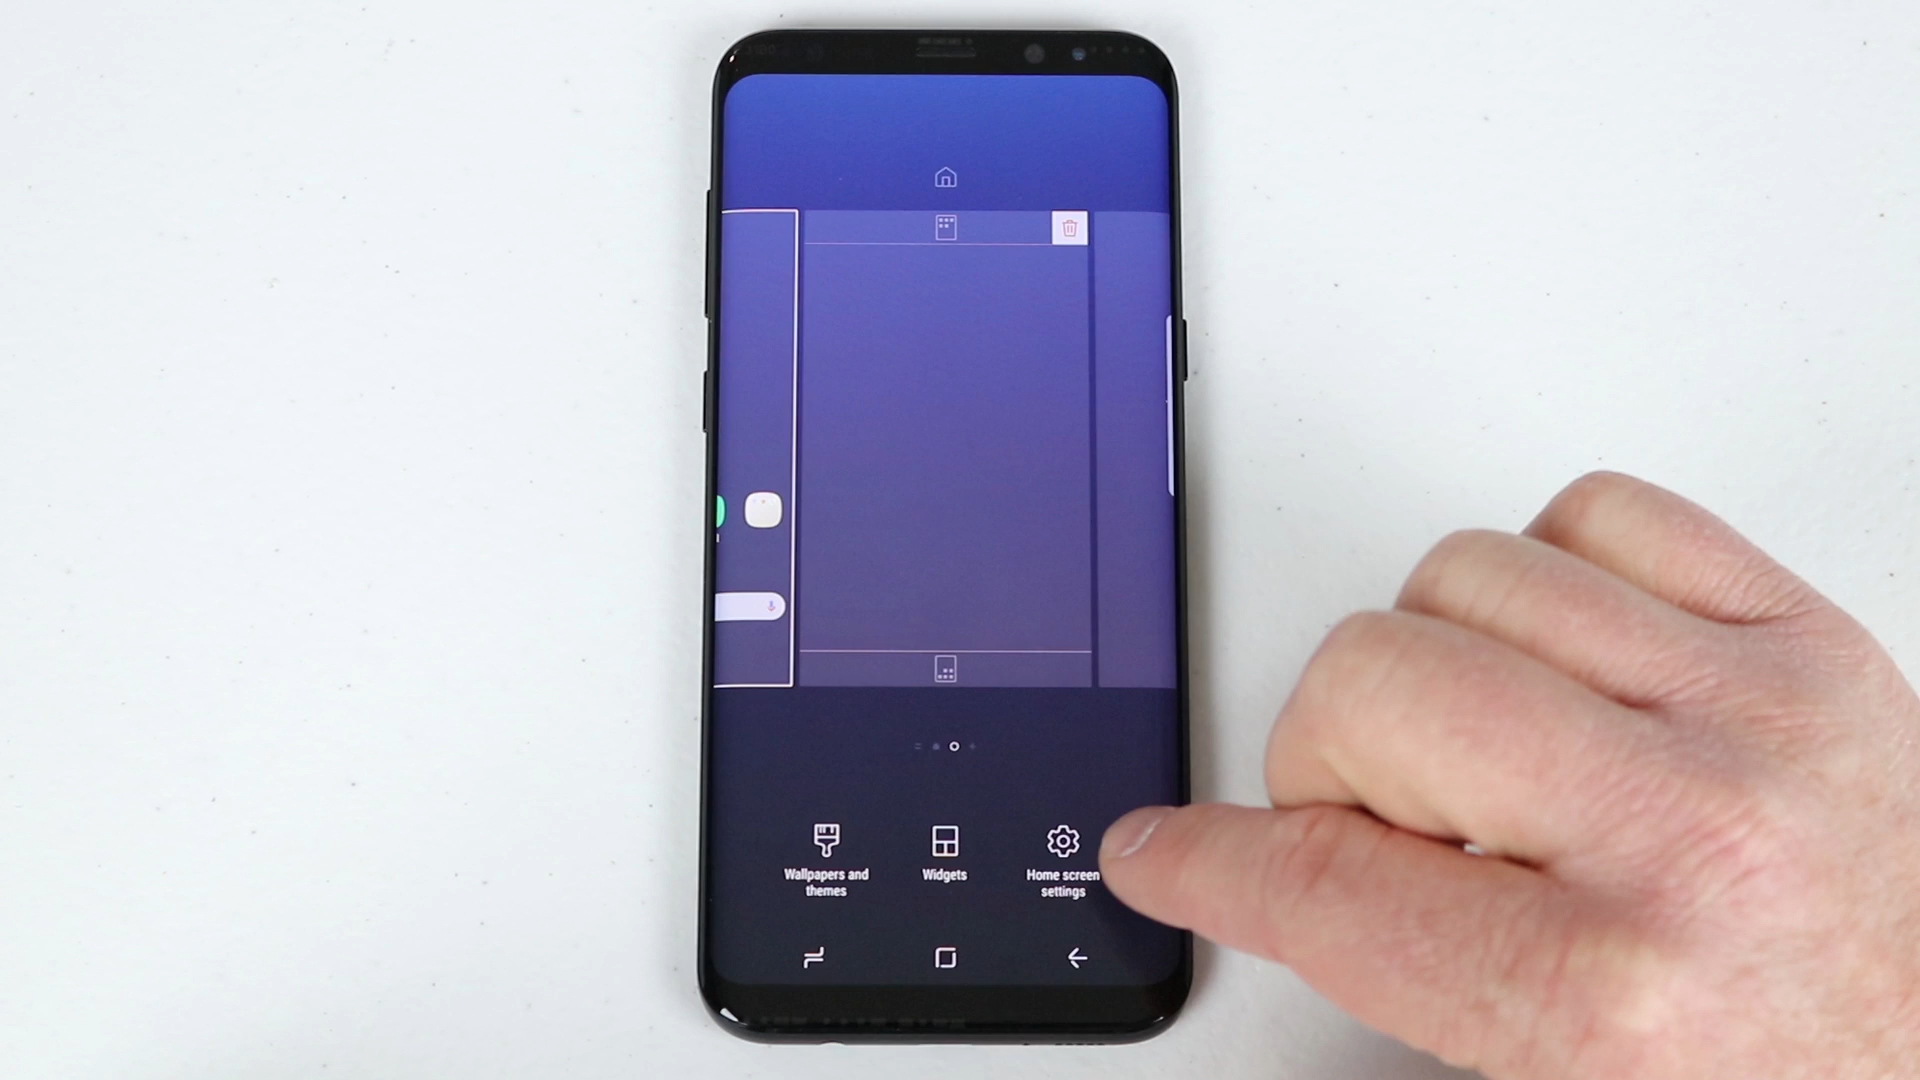 Wallpapers and
themes
Widgets
Home screen
settings